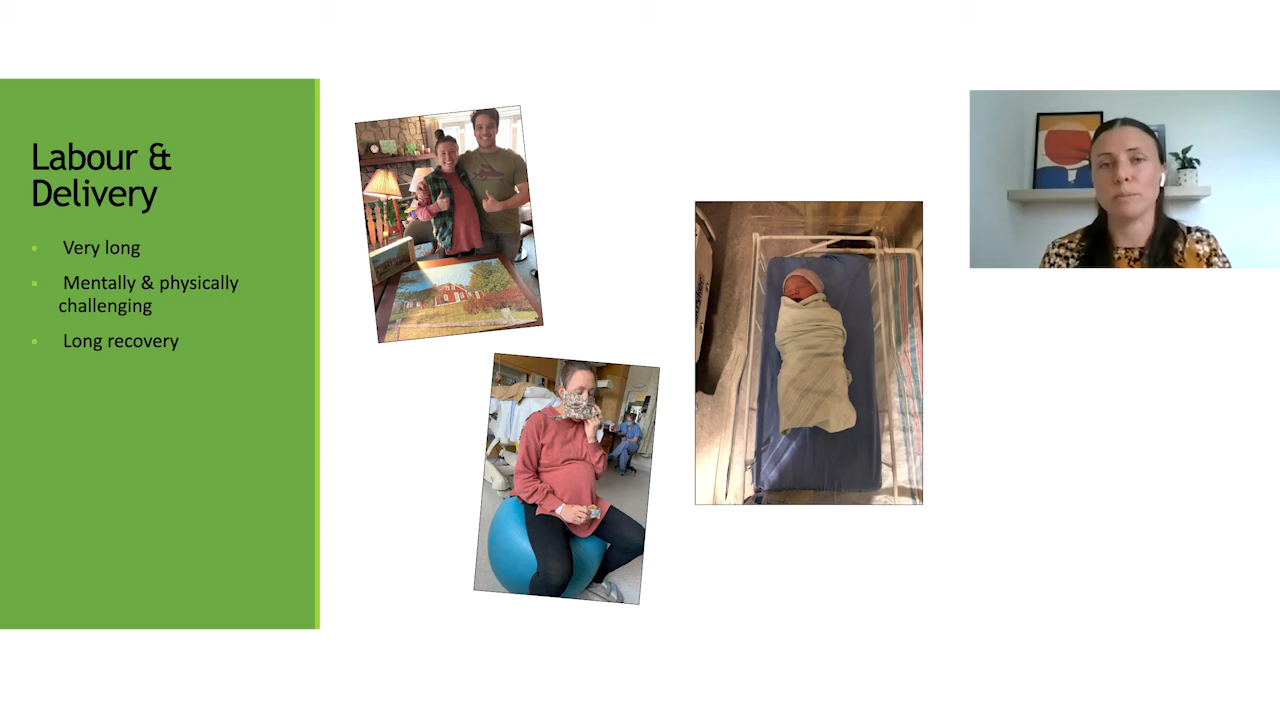 Labour &
Delivery
• Very long
• Mentally & physically
challenging
• Long recovery